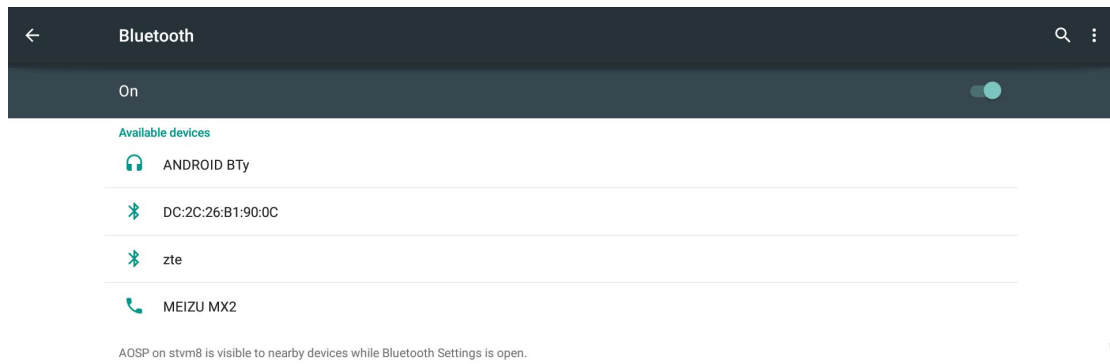 Bluetooth
On
Available devices
ANDROID BTy
DC:2C:26:B1:90:0C
zte
MEIZU MX2
AOSP on stvm8 is visible to nearby devices while Bluetooth Settings is open.